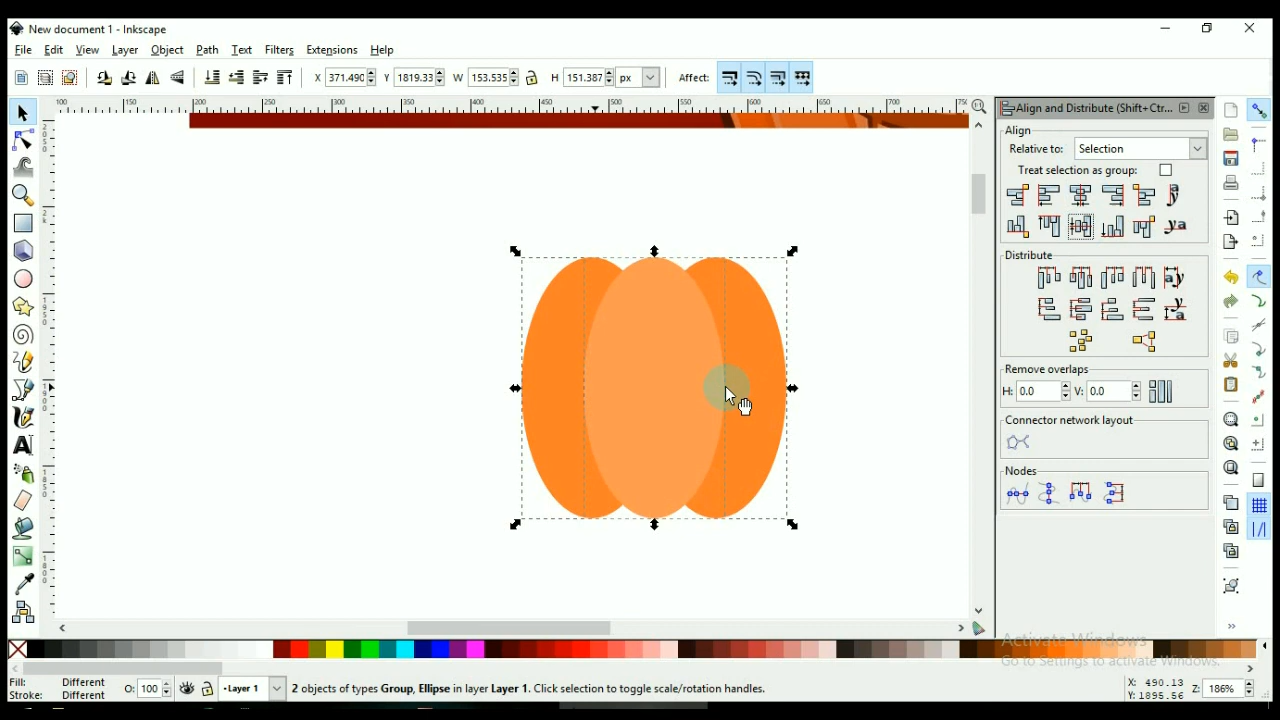 New document 1 - Inkscape
File Edit View Layer Object Path Text Filters Extensions Help
X 371.490 Y 1819.33 W 153.535 H 151.387 px Affect:
Align and Distribute (Shift+Ctr...
Align
Relative to: Selection
Treat selection as group:
Distribute
Remove overlaps
H: 0.0 V: 0.0
Connector network layout
Nodes
Activate Windows
Go to Settings to activate Windows.
Fill: Different
Stroke: Different
O: 100
•Layer 1
2 objects of types Group, Ellipse in layer Layer 1. Click selection to toggle scale/rotation handles.
X: 490.13
Y: 1895.56
Z: 186%